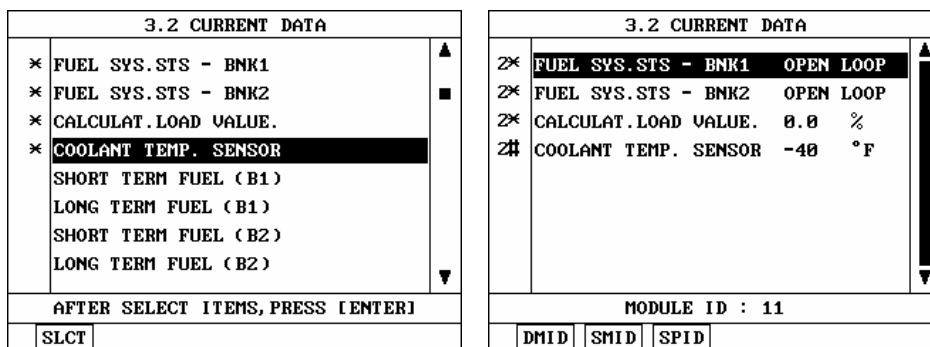 3.2 CURRENT DATA
* FUEL SYS.STS - BNK1
* FUEL SYS.STS - BNK2
* CALCULAT.LOAD VALUE.
* COOLANT TEMP. SENSOR
SHORT TERM FUEL (B1)
LONG TERM FUEL (B1)
SHORT TERM FUEL (B2)
LONG TERM FUEL (B2)
AFTER SELECT ITEMS,PRESS [ENTER]
SLCT
3.2 CURRENT DATA
2* FUEL SYS.STS - BNK1 OPEN LOOP
2* FUEL SYS.STS - BNK2 OPEN LOOP
2* CALCULAT.LOAD VALUE. 0.0 %
2# COOLANT TEMP. SENSOR -40 °F
MODULE ID : 11
DMID SMID SPID